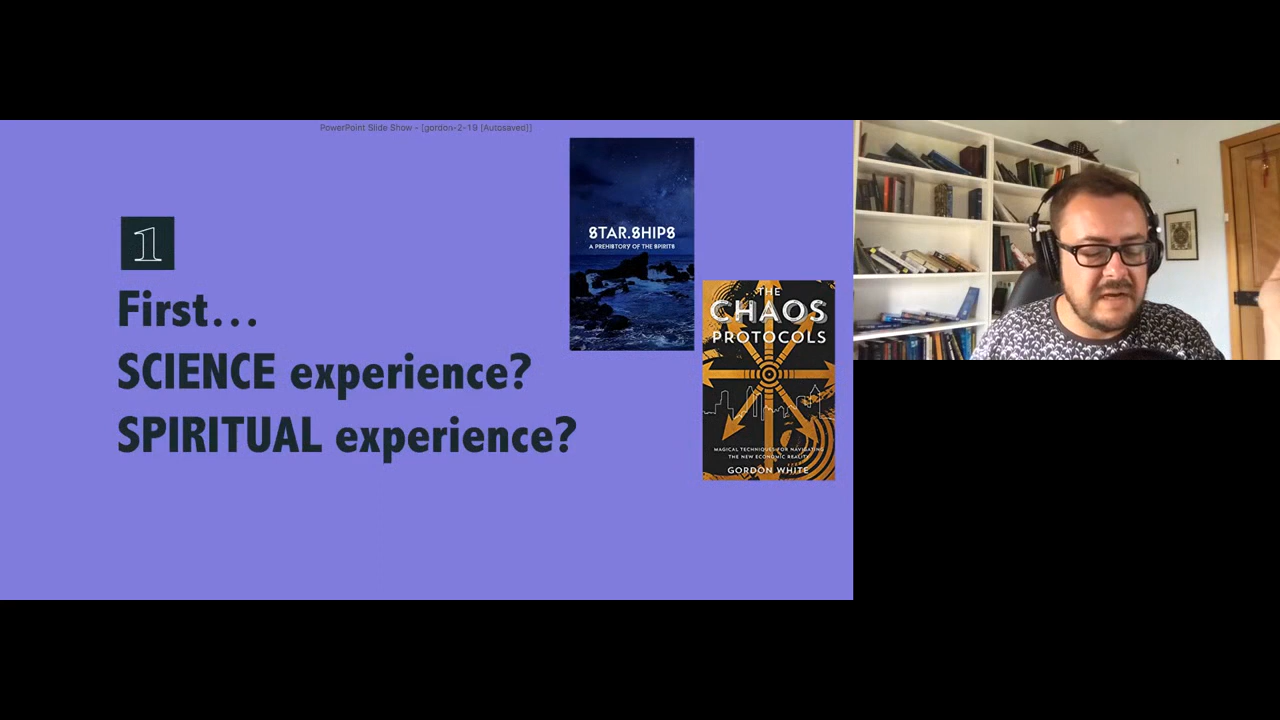 PowerPoint Slide Show - [gordon-2-19 [Autosaved]]
1
First...
SCIENCE experience?
SPIRITUAL experience?
STAR.SHIPS
A PREHISTORY OF THE SPIRITS
THE
CHAOS
PROTOCOLS
MAGICAL TECHNIQUES FOR NAVIGATING
THE NEW ECONOMIC REALITY
GORDON WHITE